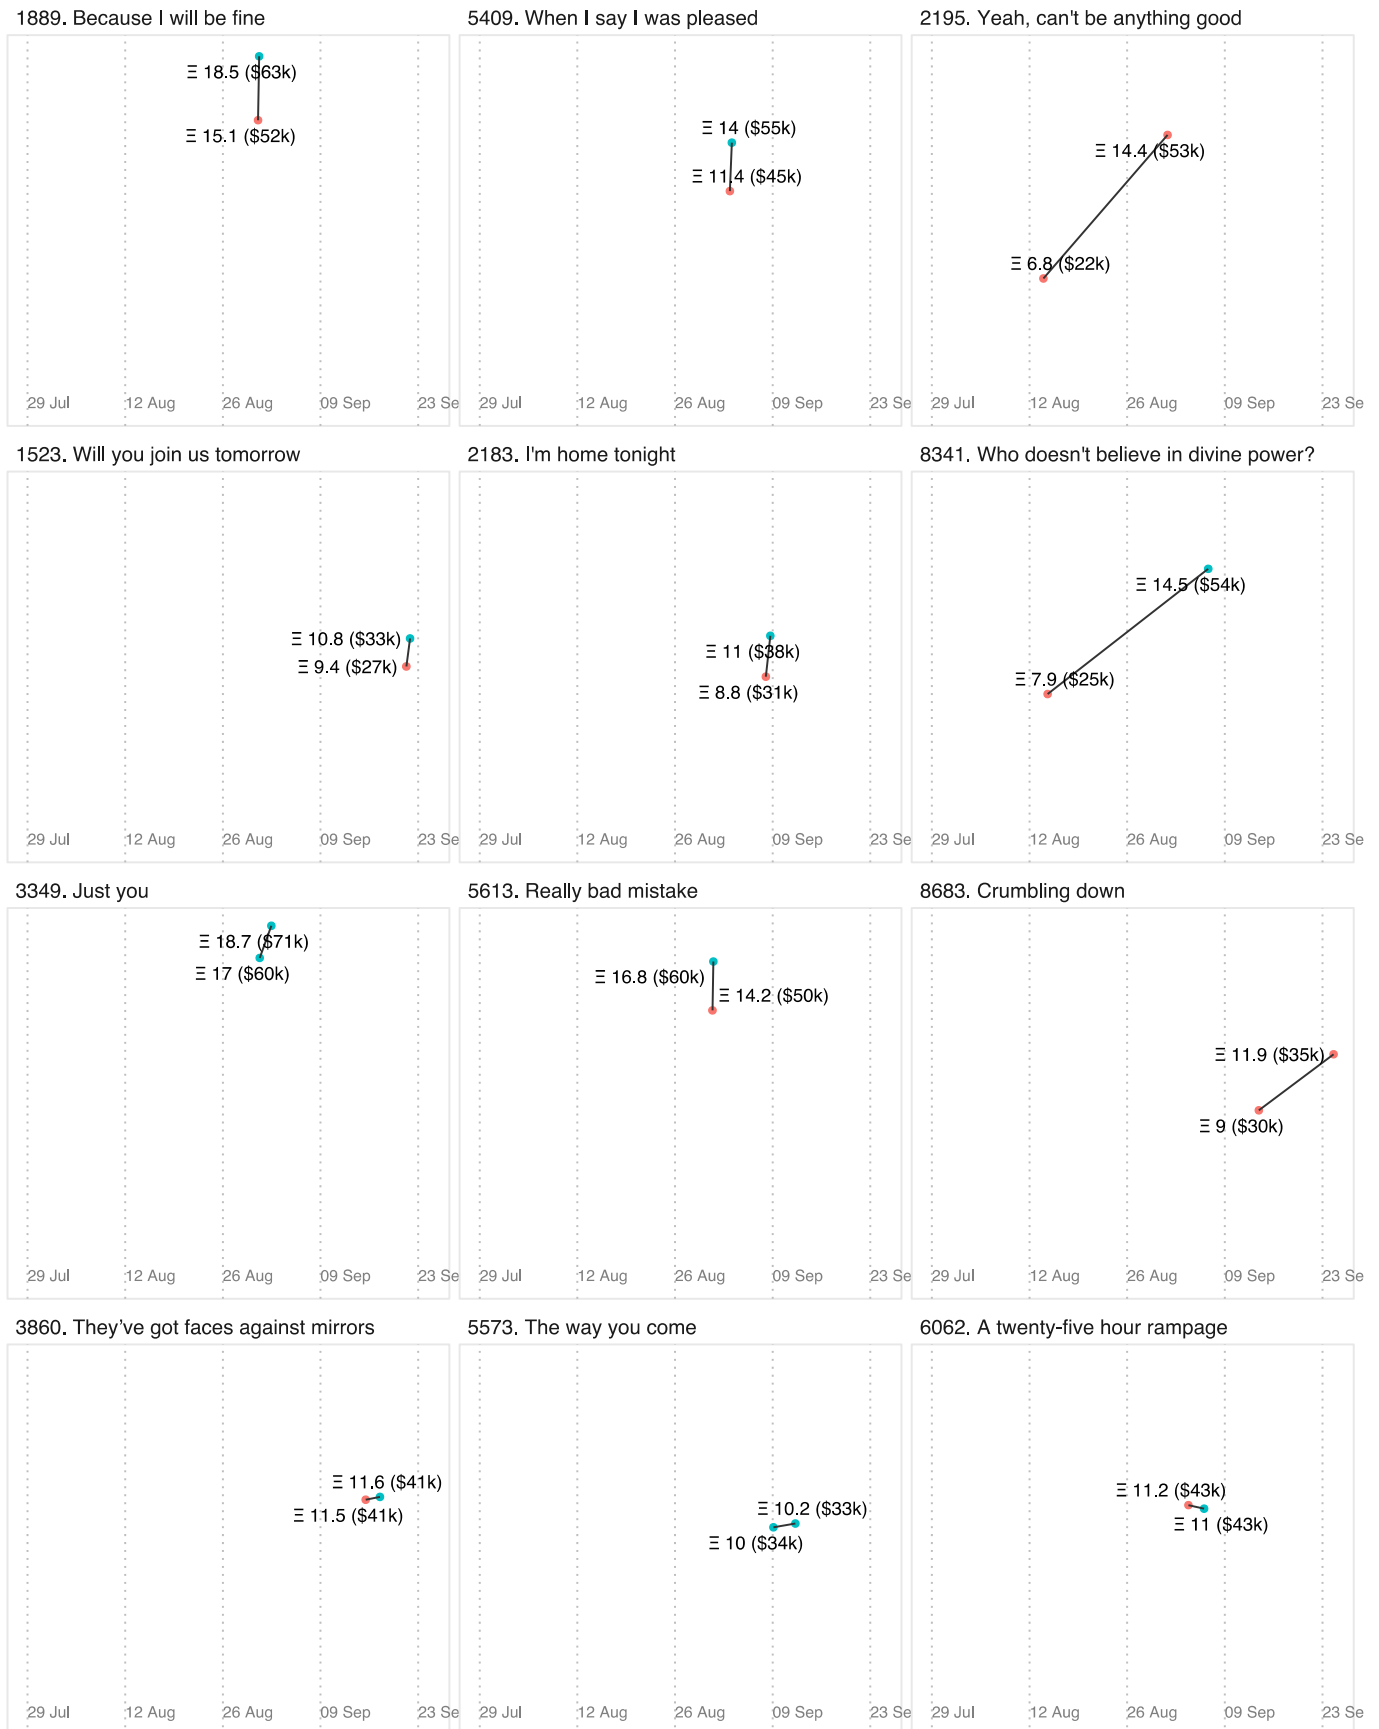 1889. Because I will be fine
Ξ 18.5 ($63k)
Ξ 15.1 ($52k)
29 Jul 12 Aug 26 Aug 09 Sep 23 Se
5409. When I say I was pleased
Ξ 14 ($55k)
Ξ 11.4 ($45k)
29 Jul 12 Aug 26 Aug 09 Sep 23 Se
2195. Yeah, can't be anything good
Ξ 14.4 ($53k)
Ξ 6.8 ($22k)
29 Jul 12 Aug 26 Aug 09 Sep 23 Se
1523. Will you join us tomorrow
Ξ 10.8 ($33k)
Ξ 9.4 ($27k)
29 Jul 12 Aug 26 Aug 09 Sep 23 Se
2183. I'm home tonight
Ξ 11 ($38k)
Ξ 8.8 ($31k)
29 Jul 12 Aug 26 Aug 09 Sep 23 Se
8341. Who doesn't believe in divine power?
Ξ 14.5 ($54k)
Ξ 7.9 ($25k)
29 Jul 12 Aug 26 Aug 09 Sep 23 Se
3349. Just you
Ξ 18.7 ($71k)
Ξ 17 ($60k)
29 Jul 12 Aug 26 Aug 09 Sep 23 Se
5613. Really bad mistake
Ξ 16.8 ($60k)
Ξ 14.2 ($50k)
29 Jul 12 Aug 26 Aug 09 Sep 23 Se
8683. Crumbling down
Ξ 11.9 ($35k)
Ξ 9 ($30k)
29 Jul 12 Aug 26 Aug 09 Sep 23 Se
3860. They’ve got faces against mirrors
Ξ 11.6 ($41k)
Ξ 11.5 ($41k)
29 Jul 12 Aug 26 Aug 09 Sep 23 Se
5573. The way you come
Ξ 10.2 ($33k)
Ξ 10 ($34k)
29 Jul 12 Aug 26 Aug 09 Sep 23 Se
6062. A twenty-five hour rampage
Ξ 11.2 ($43k)
Ξ 11 ($43k)
29 Jul 12 Aug 26 Aug 09 Sep 23 Se